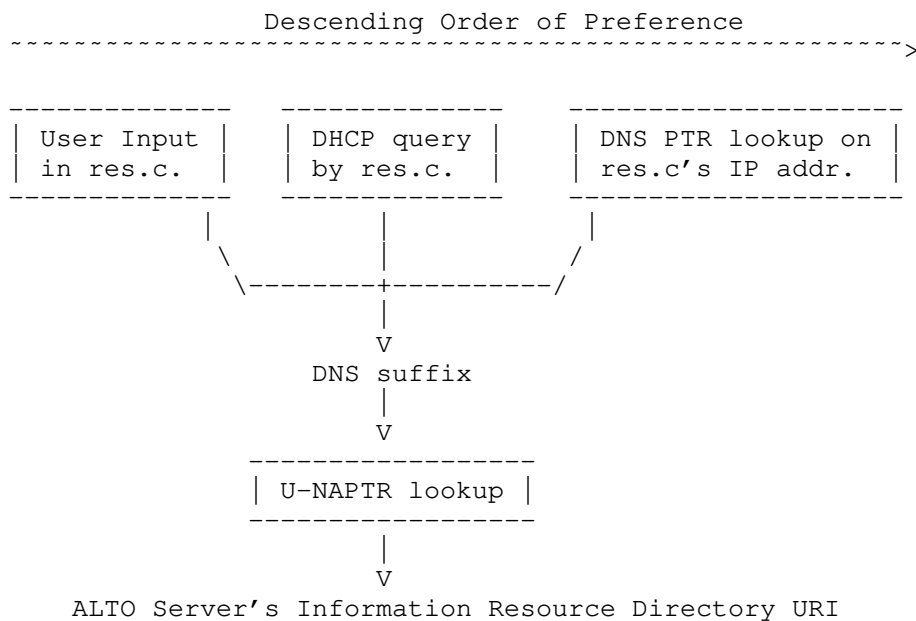 Descending Order of Preference
~~~~~~~~~~~~~~~~~~~~~~~~~~~~~~~~~~~~~~~~~~~~~~~~~~~~~~~~>
--------------   --------------    ---------------------
| User Input |   | DHCP query |    | DNS PTR lookup on |
| in res.c.  |   | by res.c.  |    | res.c's IP addr.  |
--------------   --------------    ---------------------
|          |            |
\         |           /
\--------+----------/
|
V
DNS suffix
|
V
------------------
| U-NAPTR lookup |
------------------
|
V
ALTO Server's Information Resource Directory URI